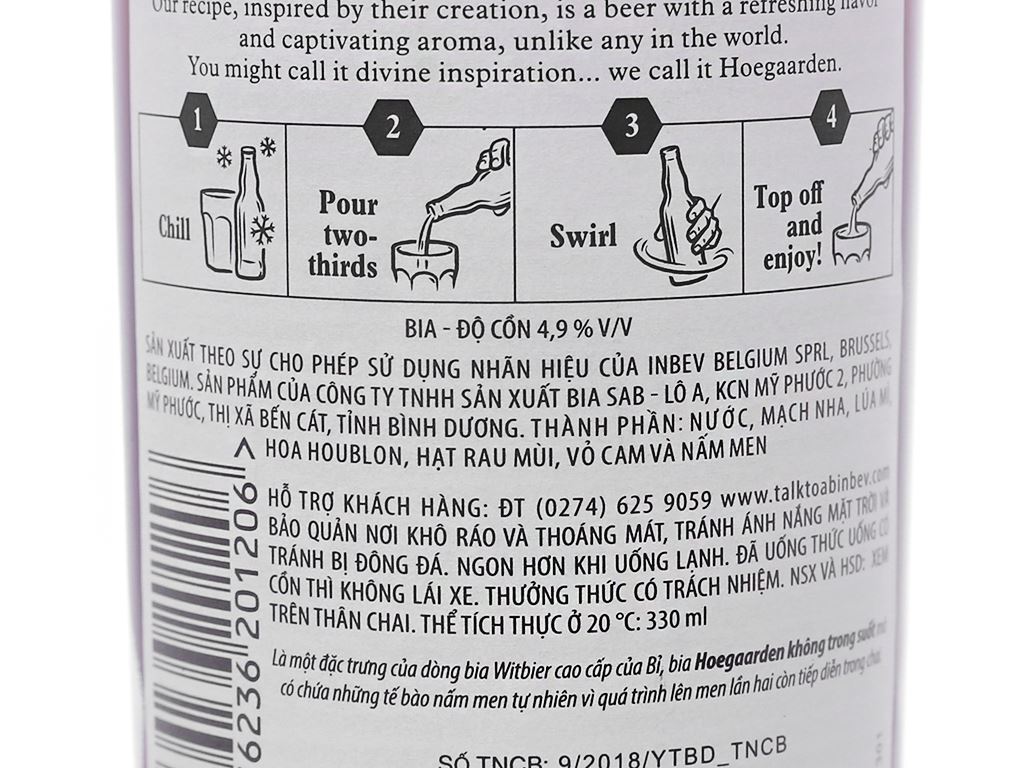 Our recipe, inspired by their creation, is a beer with a refreshing flavor
and captivating aroma, unlike any in the world.
You might call it divine inspiration... we call it Hoegaarden.
1
2
3
4
Chill
Pour
two-
thirds
Swirl
Top off
and
enjoy!
BIA - ĐỘ CỒN 4,9 % V/V
SẢN XUẤT THEO SỰ CHO PHÉP SỬ DỤNG NHÃN HIỆU CỦA INBEV BELGIUM SPRL, BRUSSELS,
BELGIUM. SẢN PHẨM CỦA CÔNG TY TNHH SẢN XUẤT BIA SAB - LÔ A, KCN MỸ PHƯỚC 2, PHƯỜNG
MỸ PHƯỚC, THỊ XÃ BẾN CÁT, TỈNH BÌNH DƯƠNG. THÀNH PHẦN: NƯỚC, MẠCH NHA, LÚA MÌ,
HOA HOUBLON, HẠT RAU MÙI, VỎ CAM VÀ NẤM MEN
HỖ TRỢ KHÁCH HÀNG: ĐT (0274) 625 9059 www.talktoabinbev.com
BẢO QUẢN NƠI KHÔ RÁO VÀ THOÁNG MÁT, TRÁNH ÁNH NẮNG MẶT TRỜI VÀ
TRÁNH BỊ ĐÔNG ĐÁ. NGON HƠN KHI UỐNG LẠNH. ĐÃ UỐNG THỨC UỐNG CÓ
CỒN THÌ KHÔNG LÁI XE. THƯỞNG THỨC CÓ TRÁCH NHIỆM. NSX VÀ HSD: XEM
TRÊN THÂN CHAI. THỂ TÍCH THỰC Ở 20 °C: 330 ml
Là một đặc trưng của dòng bia Witbier cao cấp của Bỉ, bia Hoegaarden không trong suốt mà
có chứa những tế bào nấm men tự nhiên vì quá trình lên men lần hai còn tiếp diễn trong chai
SỐ TNCB: 9/2018/YTBD_TNCB
6236 201206 >